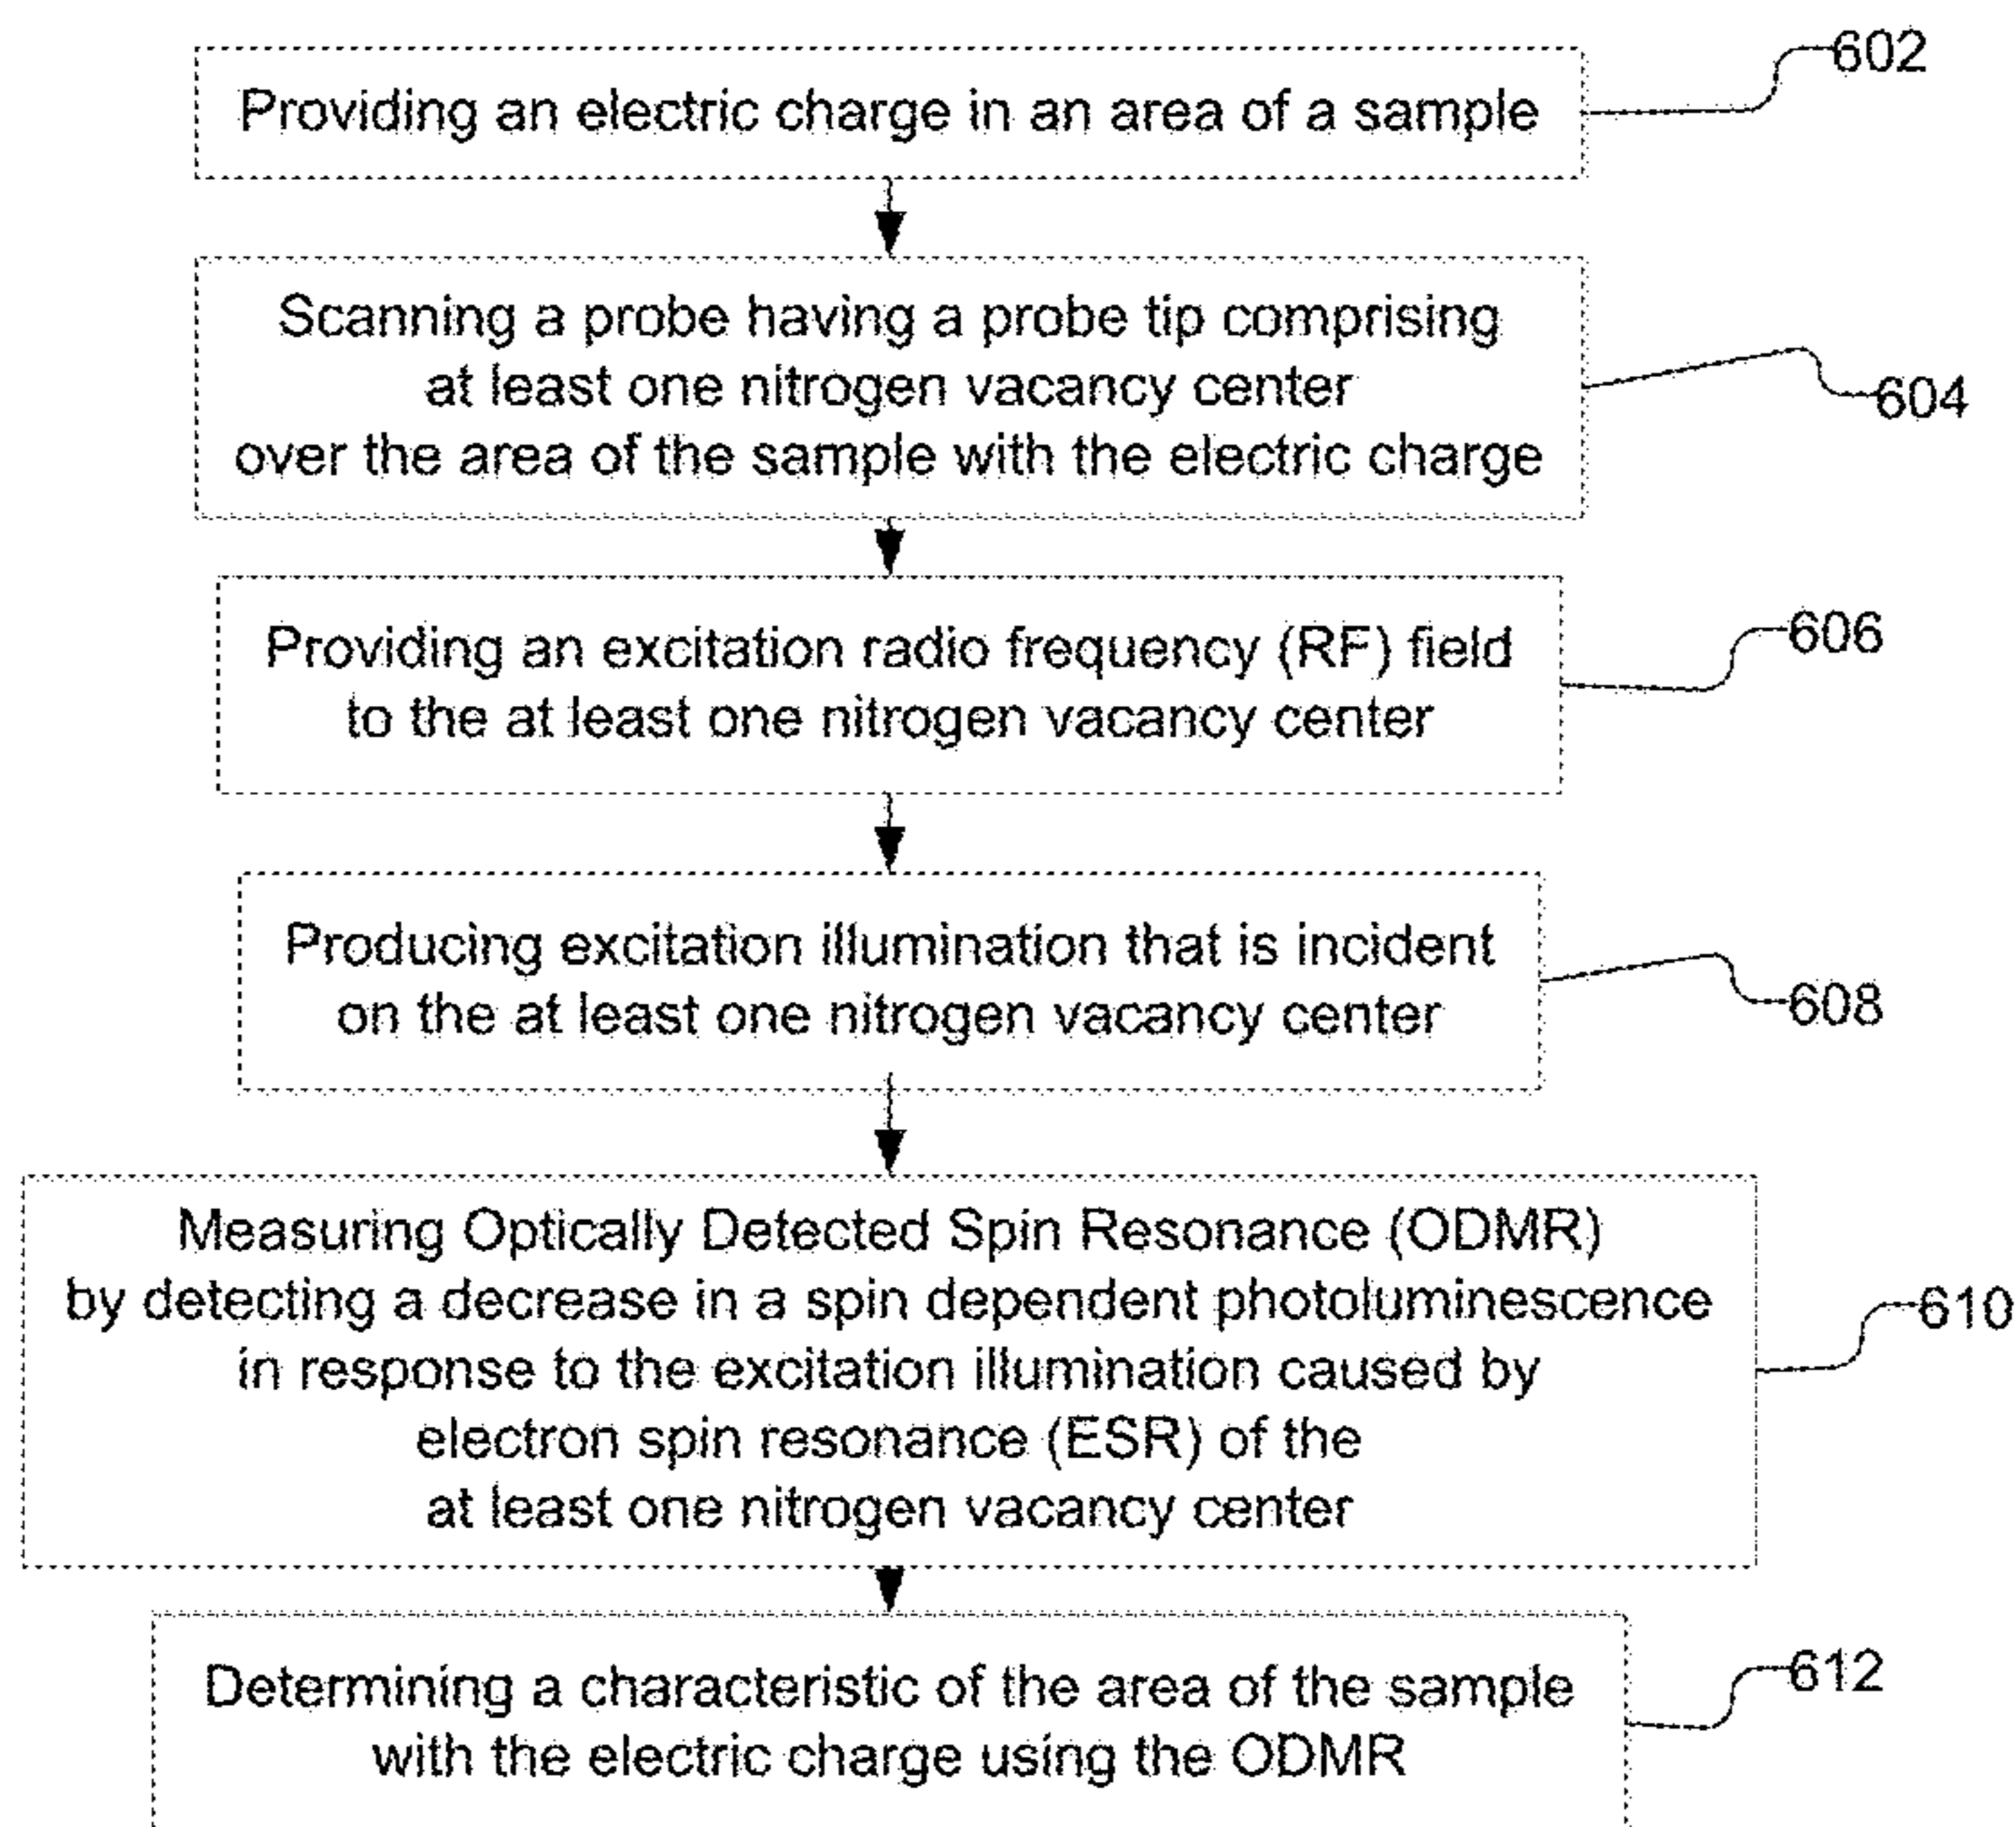 Providing an electric charge in an area of a sample
602
Scanning a probe having a probe tip comprising
at least one nitrogen vacancy center
over the area of the sample with the electric charge
604
Providing an excitation radio frequency (RF) field
to the at least one nitrogen vacancy center
606
Producing excitation illumination that is incident
on the at least one nitrogen vacancy center
608
Measuring Optically Detected Spin Resonance (ODMR)
by detecting a decrease in a spin dependent photoluminescence
in response to the excitation illumination caused by
electron spin resonance (ESR) of the
at least one nitrogen vacancy center
610
Determining a characteristic of the area of the sample
with the electric charge using the ODMR
612